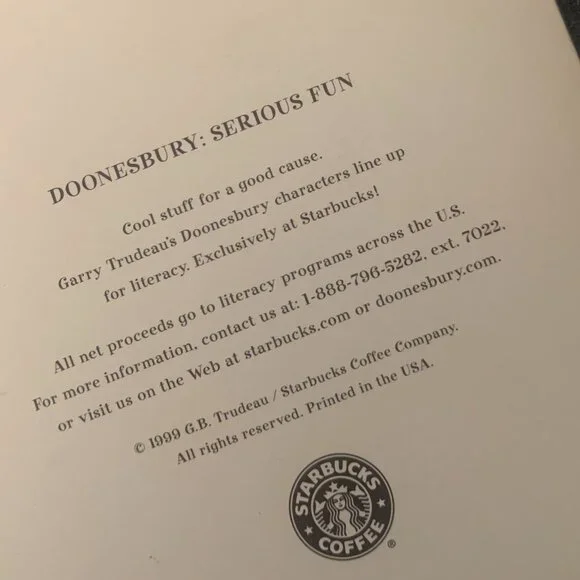 DOONESBURY: SERIOUS FUN
Cool stuff for a good cause.
Garry Trudeau's Doonesbury characters line up
for literacy. Exclusively at Starbucks!
All net proceeds go to literacy programs across the U.S.
For more information, contact us at: 1-888-796-5282, ext. 7022,
or visit us on the Web at starbucks.com or doonesbury.com.
© 1999 G.B. Trudeau / Starbucks Coffee Company.
All rights reserved. Printed in the USA.
STARBUCKS
COFFEE ®